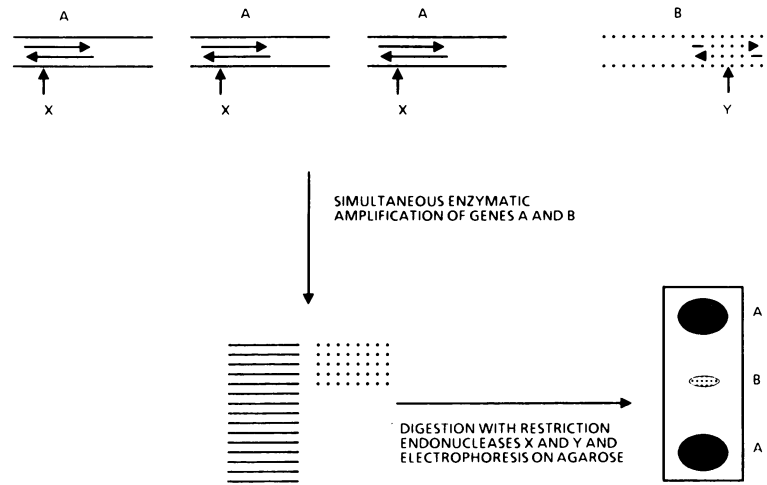 A
A
A
B
X
X
X
Y
SIMULTANEOUS ENZYMATIC
AMPLIFICATION OF GENES A AND B
A
B
A
DIGESTION WITH RESTRICTION
ENDONUCLEASES X AND Y AND
ELECTROPHORESIS ON AGAROSE